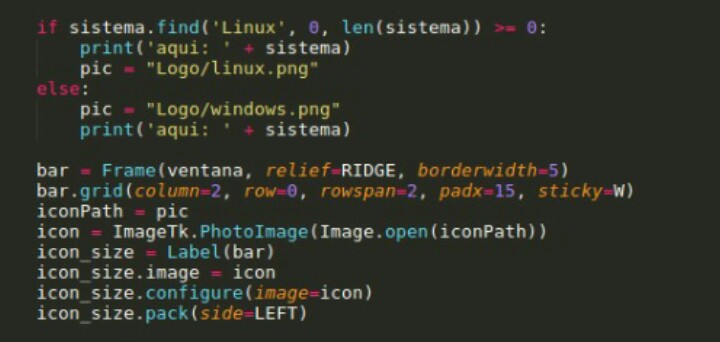 if sistema.find('Linux', 0, len(sistema)) >= 0:
    print('aqui: ' + sistema)
    pic = "Logo/linux.png"
else:
    pic = "Logo/windows.png"
    print('aqui: ' + sistema)
bar = Frame(ventana, relief=RIDGE, borderwidth=5)
bar.grid(column=2, row=0, rowspan=2, padx=15, sticky=W)
iconPath = pic
icon = ImageTk.PhotoImage(Image.open(iconPath))
icon_size = Label(bar)
icon_size.image = icon
icon_size.configure(image=icon)
icon_size.pack(side=LEFT)